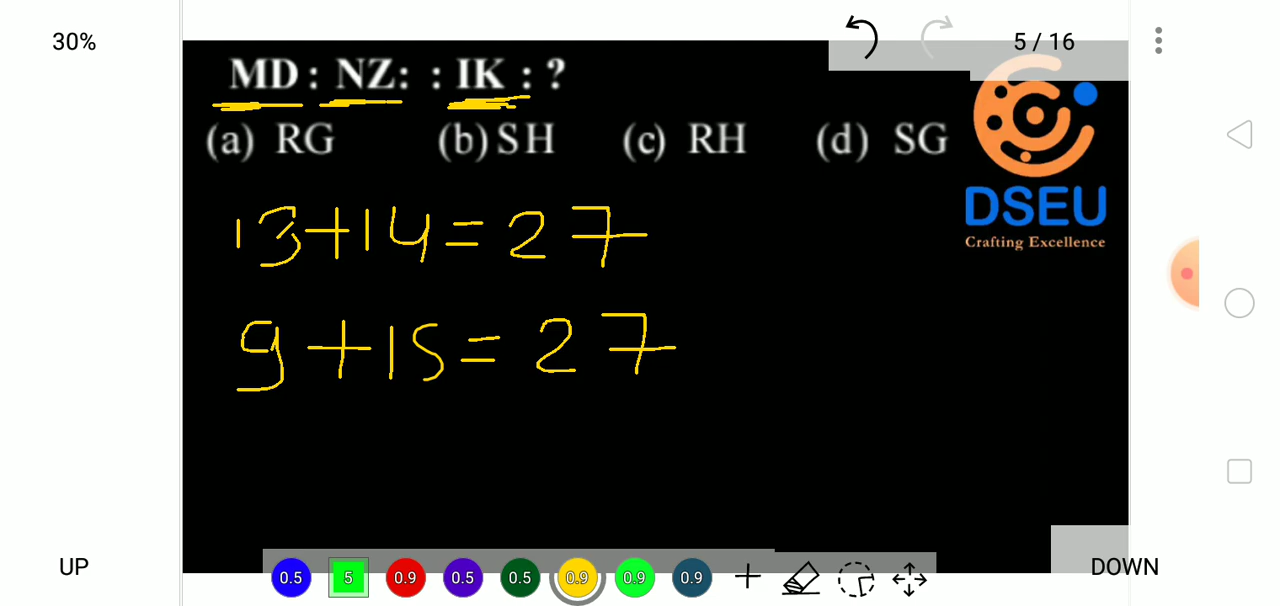 30%
5 / 16
MD : NZ: : IK : ?
(a) RG (b) SH (c) RH (d) SG
DSEU
Crafting Excellence
13+14=27
9+15=27
UP
DOWN
0.5 5 0.9 0.5 0.5 0.9 0.9 0.9